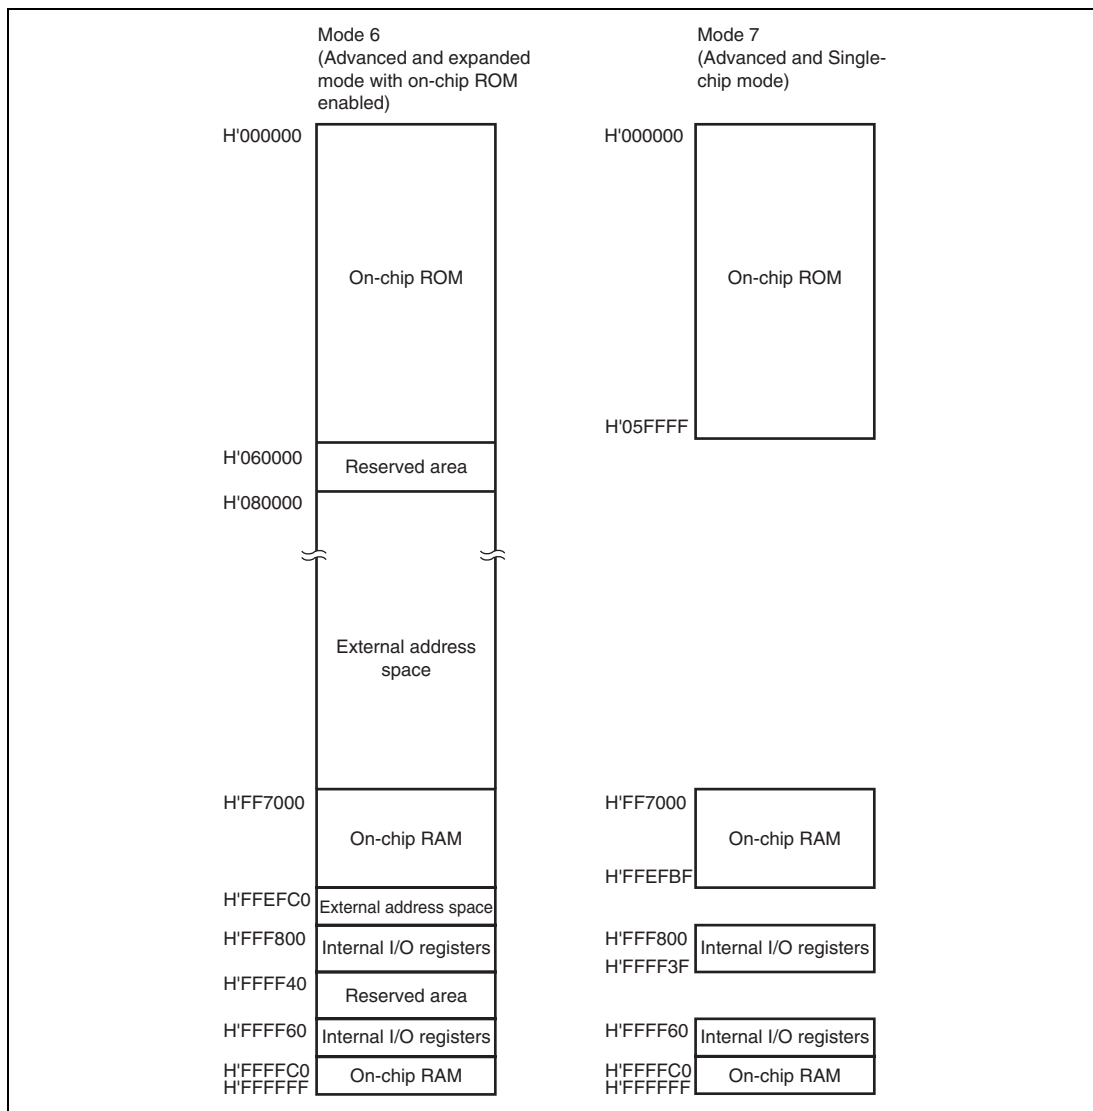 Mode 6
(Advanced and expanded
mode with on-chip ROM
enabled)
H'000000
On-chip ROM
H'060000
Reserved area
H'080000
External address
space
H'FF7000
On-chip RAM
H'FFEFC0
External address space
H'FFF800
Internal I/O registers
H'FFFF40
Reserved area
H'FFFF60
Internal I/O registers
H'FFFFC0
On-chip RAM
H'FFFFFF
Mode 7
(Advanced and Single-
chip mode)
H'000000
On-chip ROM
H'05FFFF
H'FF7000
On-chip RAM
H'FFEFBF
H'FFF800
Internal I/O registers
H'FFFF3F
H'FFFF60
Internal I/O registers
H'FFFFC0
On-chip RAM
H'FFFFFF